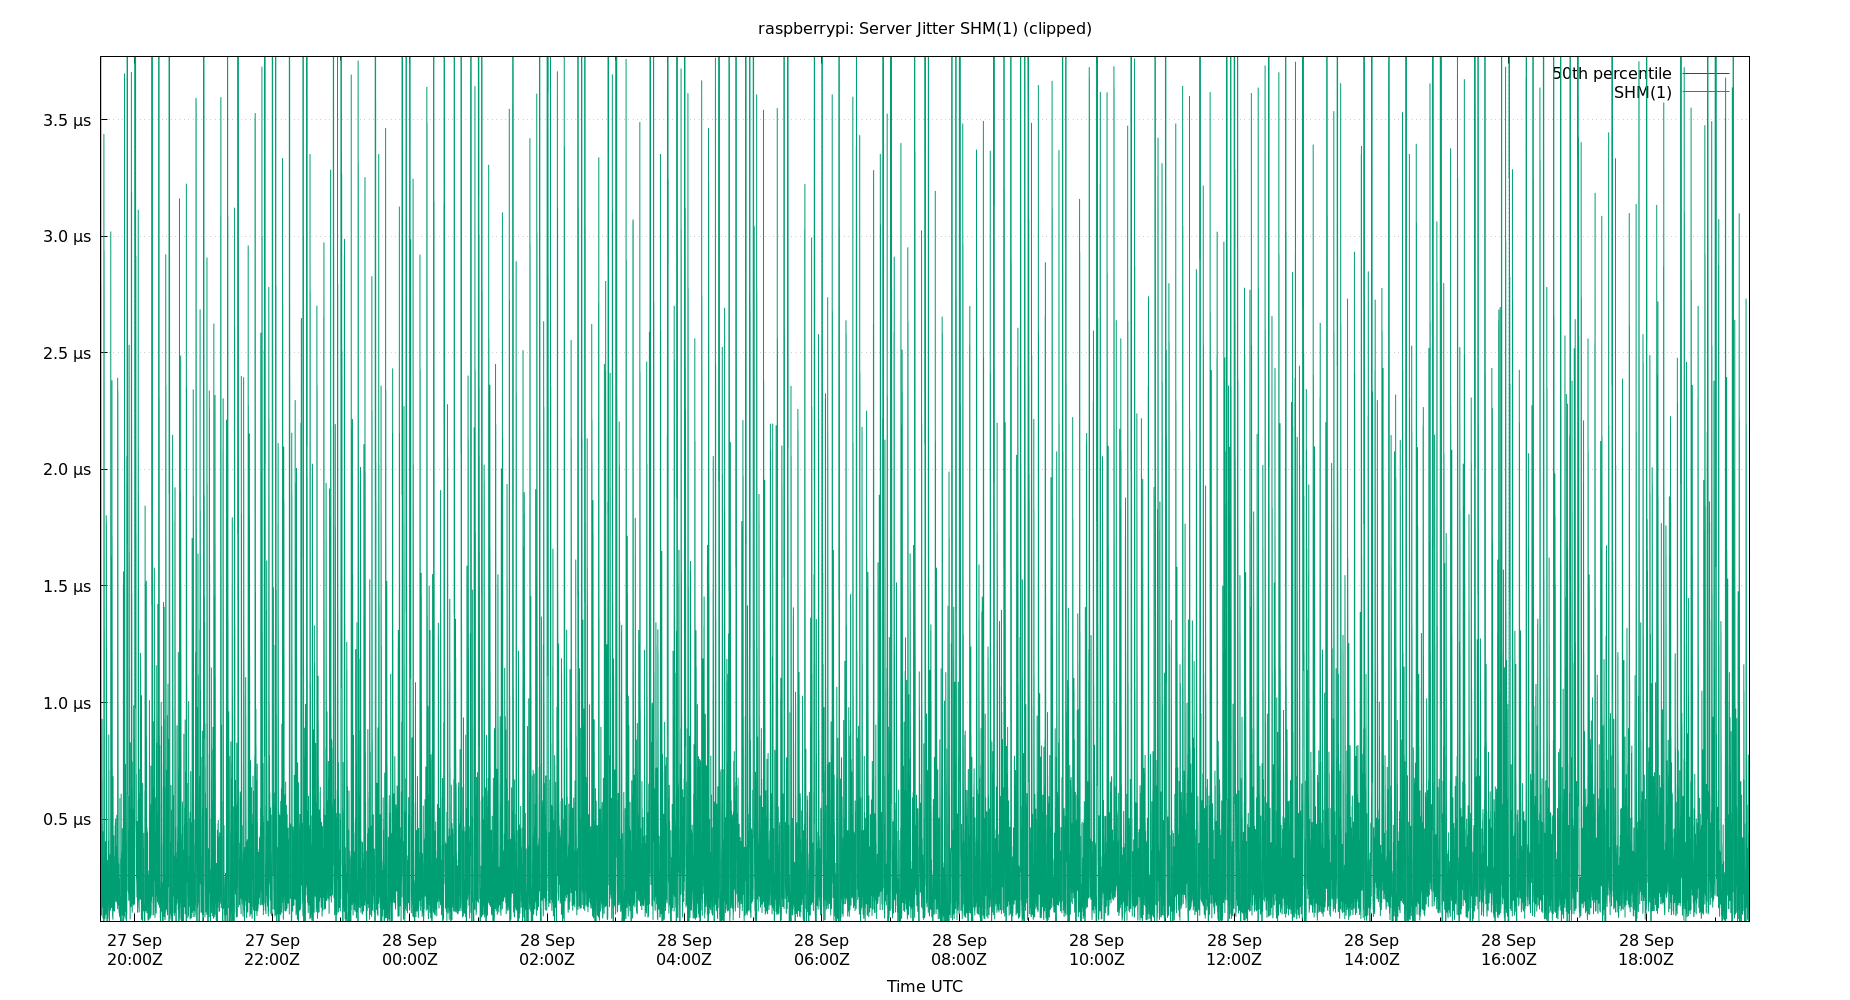 raspberrypi: Server Jitter SHM(1) (clipped)
50th percentile
SHM(1)
3.5 µs
3.0 µs
2.5 µs
2.0 µs
1.5 µs
1.0 µs
0.5 µs
27 Sep 27 Sep 28 Sep 28 Sep 28 Sep 28 Sep 28 Sep 28 Sep 28 Sep 28 Sep 28 Sep 28 Sep
20:00Z 22:00Z 00:00Z 02:00Z 04:00Z 06:00Z 08:00Z 10:00Z 12:00Z 14:00Z 16:00Z 18:00Z
Time UTC